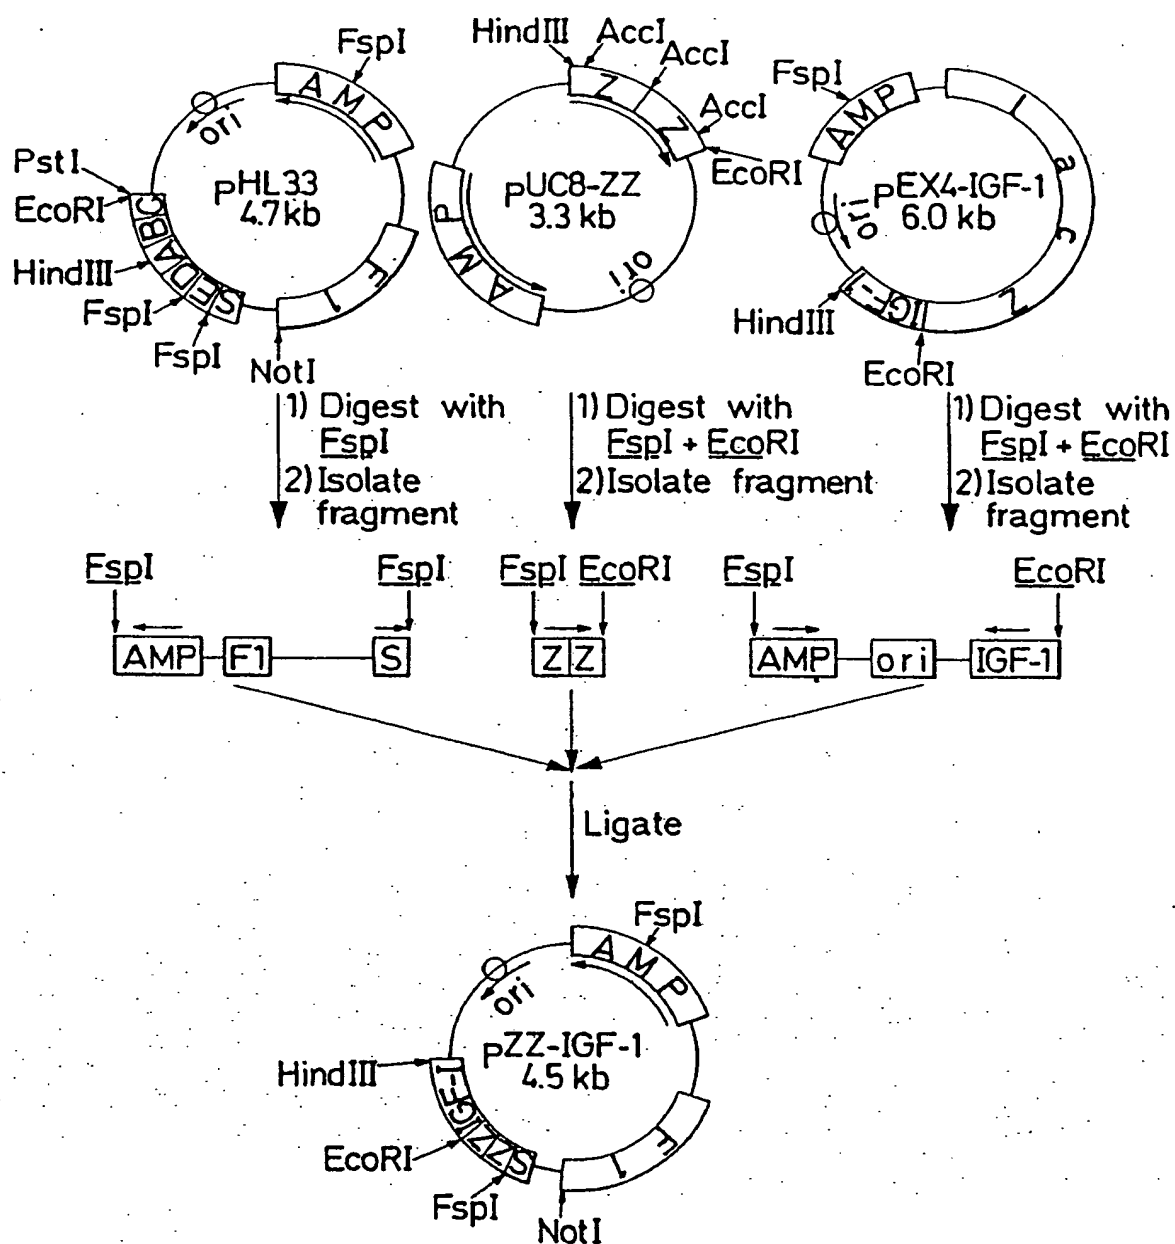 HindIII
AccI
AccI
AccI
EcoRI
FspI
AMP
ori
pHL33
4.7kb
PstI
EcoRI
HindIII
FspI
FspI
NotI
SEDABC
F1
Z Z
pUC8-ZZ
3.3 kb
AMP
ori
FspI
AMP
lacZ
pEX4-IGF-1
6.0 kb
ori
HindIII
IGF-1
EcoRI
1) Digest with
FspI
2) Isolate
fragment
1) Digest with
FspI + EcoRI
2) Isolate fragment
1) Digest with
FspI + EcoRI
2) Isolate
fragment
FspI FspI FspI EcoRI FspI EcoRI
AMP F1 S Z Z AMP ori IGF-1
Ligate
FspI
AMP
ori
pZZ-IGF-1
4.5 kb
HindIII
IGF-1
EcoRI
SZZ
FspI
NotI
F1